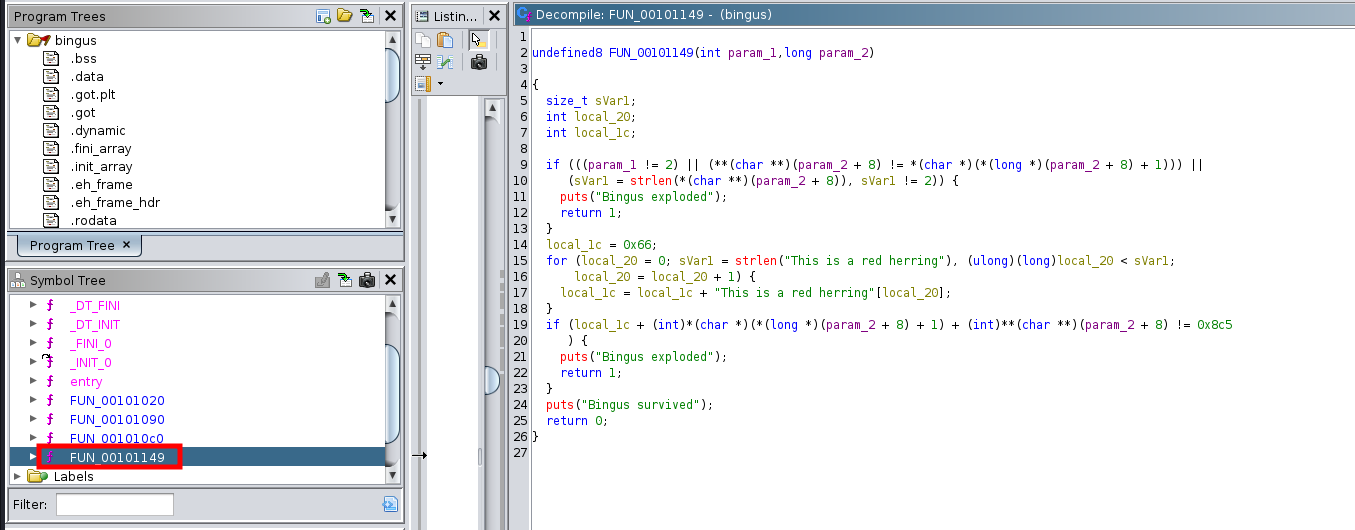 Program Trees
bingus
.bss
.data
.got.plt
.got
.dynamic
.fini_array
.init_array
.eh_frame
.eh_frame_hdr
.rodata
Program Tree
Symbol Tree
_DT_FINI
_DT_INIT
_FINI_0
_INIT_0
entry
FUN_00101020
FUN_00101090
FUN_001010c0
FUN_00101149
Labels
Filter:
Listin...
Decompile: FUN_00101149 - (bingus)
1
2 undefined8 FUN_00101149(int param_1,long param_2)
3
4 {
5 size_t sVar1;
6 int local_20;
7 int local_1c;
8
9 if (((param_1 != 2) || (**(char **)(param_2 + 8) != *(char *)(*(long *)(param_2 + 8) + 1))) ||
10 (sVar1 = strlen(*(char **)(param_2 + 8)), sVar1 != 2)) {
11 puts("Bingus exploded");
12 return 1;
13 }
14 local_1c = 0x66;
15 for (local_20 = 0; sVar1 = strlen("This is a red herring"), (ulong)(long)local_20 < sVar1;
16 local_20 = local_20 + 1) {
17 local_1c = local_1c + "This is a red herring"[local_20];
18 }
19 if (local_1c + (int)*(char *)(*(long *)(param_2 + 8) + 1) + (int)**(char **)(param_2 + 8) != 0x8c5
20 ) {
21 puts("Bingus exploded");
22 return 1;
23 }
24 puts("Bingus survived");
25 return 0;
26 }
27